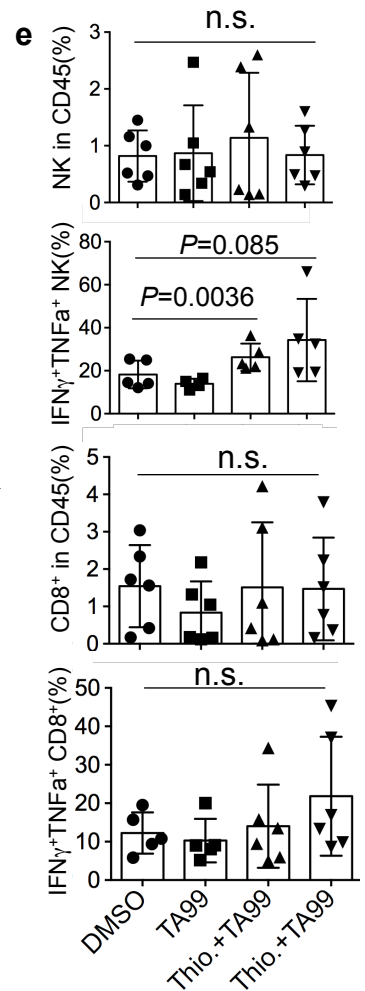 e
n.s.
NK in CD45(%)
3
2
1
0
P=0.085
P=0.0036
IFNγ⁺TNFa⁺ NK(%)
80
60
40
20
0
n.s.
CD8⁺ in CD45(%)
5
4
3
2
1
0
n.s.
IFNγ⁺TNFa⁺ CD8⁺(%)
50
40
30
20
10
0
DMSO
TA99
Thio.+TA99
Thio.+TA99